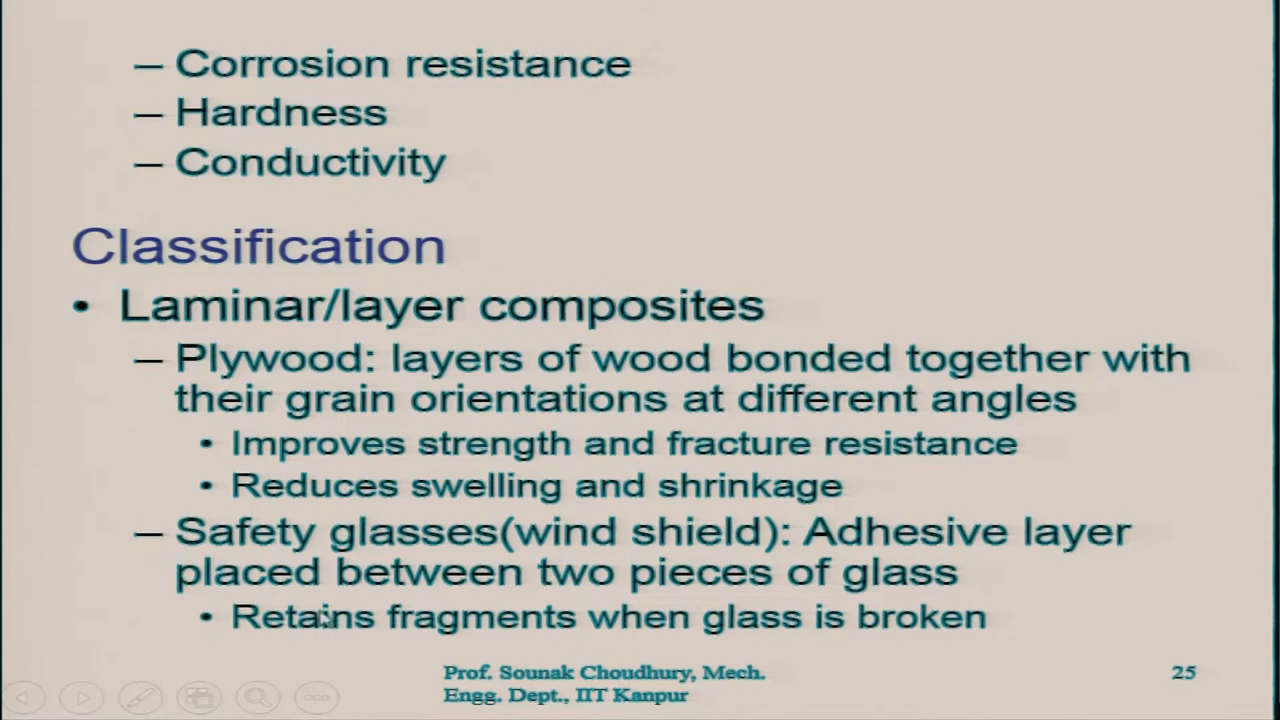 – Corrosion resistance
– Hardness
– Conductivity
Classification
• Laminar/layer composites
– Plywood: layers of wood bonded together with
their grain orientations at different angles
• Improves strength and fracture resistance
• Reduces swelling and shrinkage
– Safety glasses(wind shield): Adhesive layer
placed between two pieces of glass
• Retains fragments when glass is broken
Prof. Sounak Choudhury, Mech.
Engg. Dept., IIT Kanpur
25